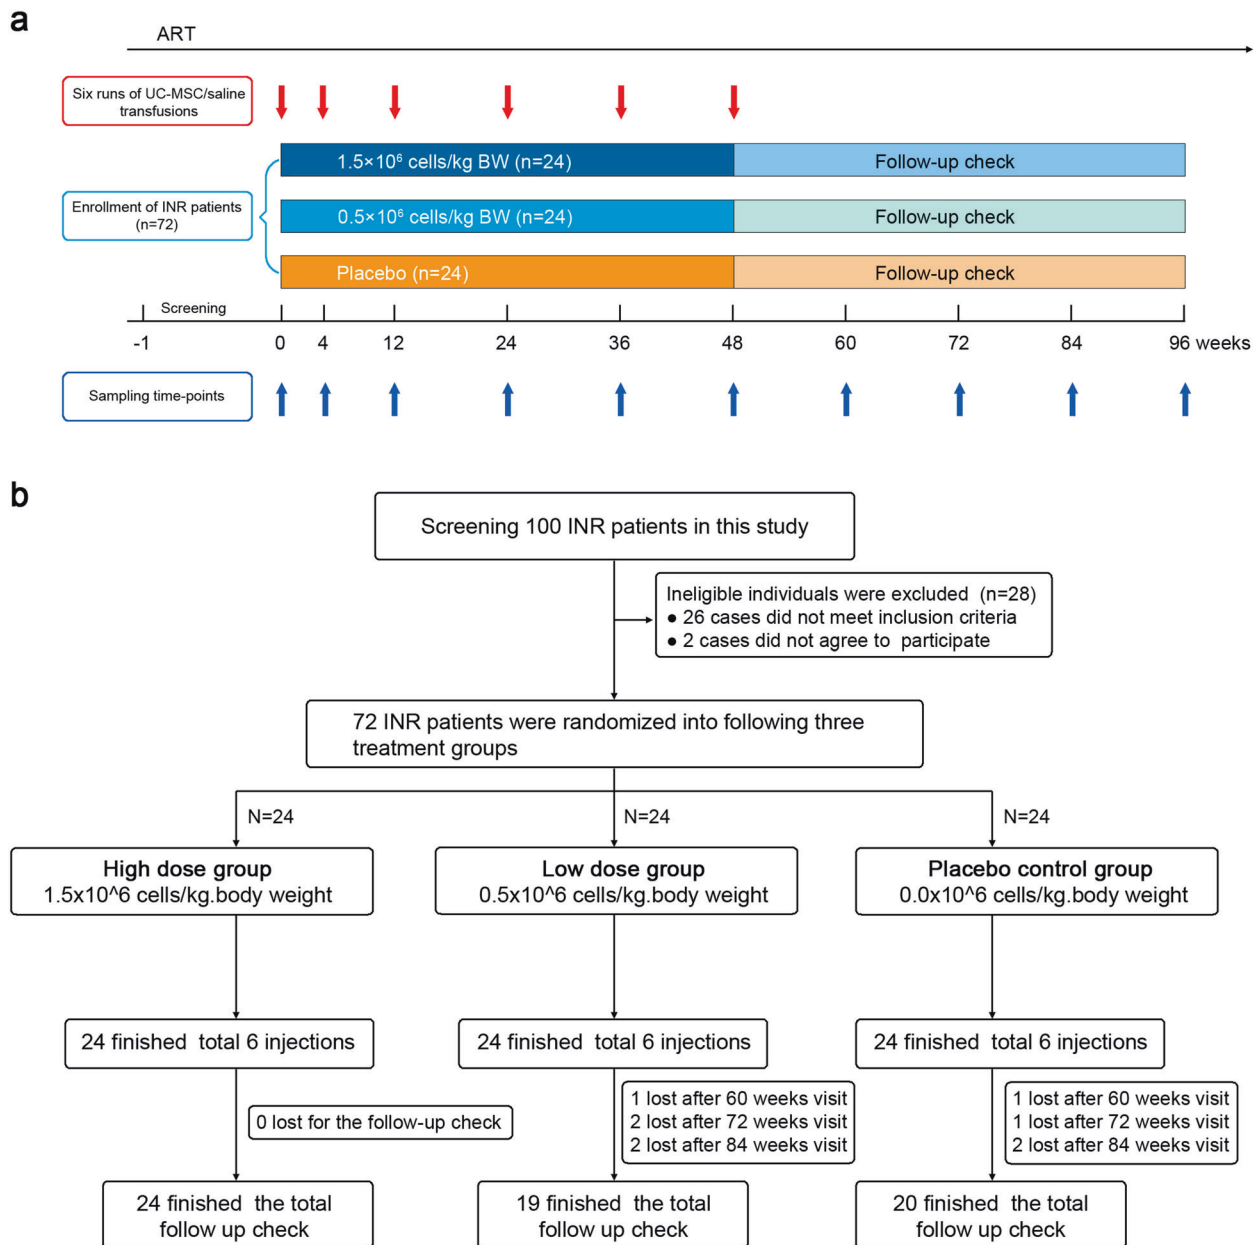 a
ART
Six runs of UC-MSC/saline
transfusions
1.5×10⁶ cells/kg BW (n=24)
Follow-up check
Enrollment of INR patients
(n=72)
0.5×10⁶ cells/kg BW (n=24)
Follow-up check
Placebo (n=24)
Follow-up check
Screening
-1 0 4 12 24 36 48 60 72 84 96 weeks
Sampling time-points
b
Screening 100 INR patients in this study
Ineligible individuals were excluded (n=28)
● 26 cases did not meet inclusion criteria
● 2 cases did not agree to participate
72 INR patients were randomized into following three
treatment groups
N=24
N=24
N=24
High dose group
1.5x10^6 cells/kg.body weight
Low dose group
0.5x10^6 cells/kg.body weight
Placebo control group
0.0x10^6 cells/kg.body weight
24 finished total 6 injections
24 finished total 6 injections
24 finished total 6 injections
0 lost for the follow-up check
1 lost after 60 weeks visit
2 lost after 72 weeks visit
2 lost after 84 weeks visit
1 lost after 60 weeks visit
1 lost after 72 weeks visit
2 lost after 84 weeks visit
24 finished the total
follow up check
19 finished the total
follow up check
20 finished the total
follow up check